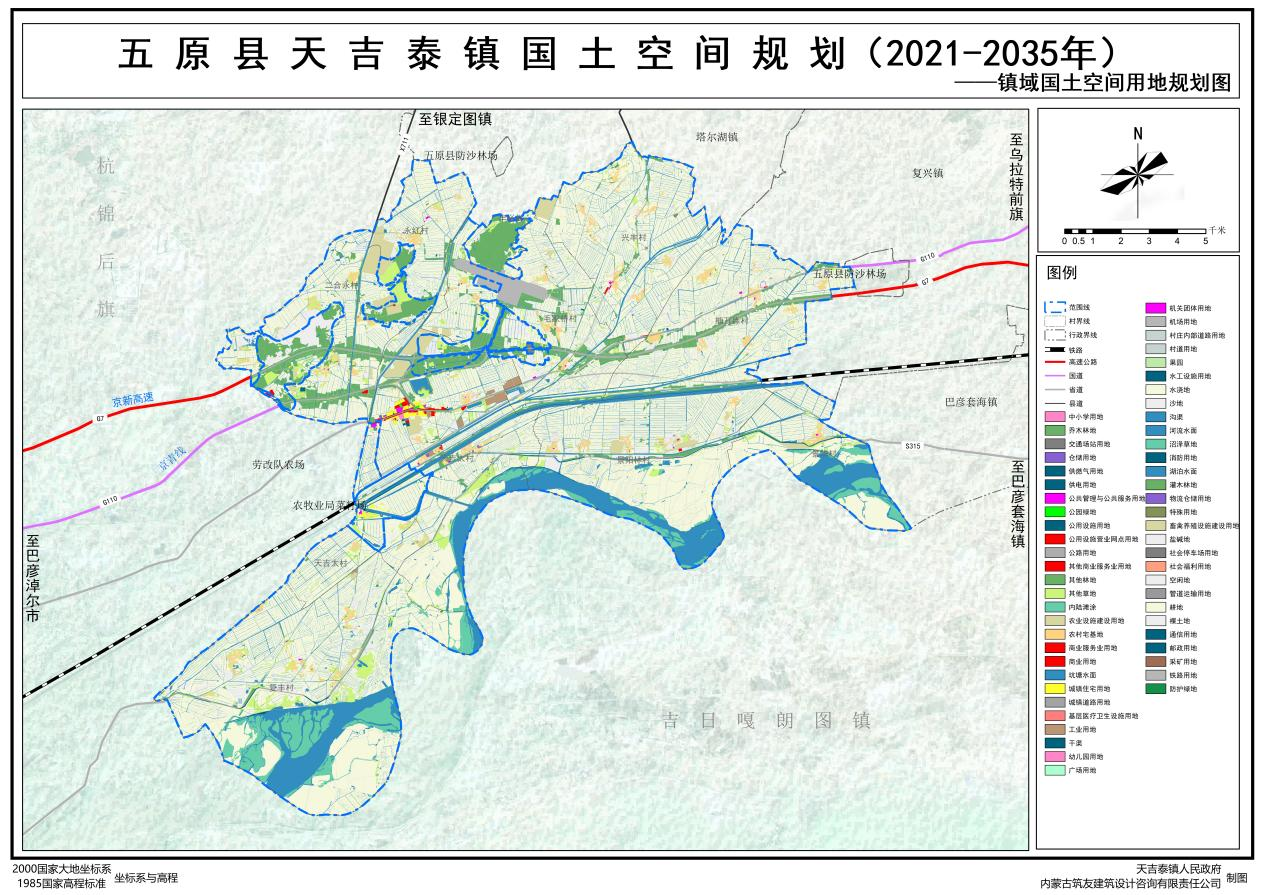 五原县天吉泰镇国土空间规划（2021-2035年）
——镇域国土空间用地规划图
至银定图镇
X711
五原县防沙林场
塔尔湖镇
复兴镇
至乌拉特前旗
杭锦后旗
永红村
兴丰村
二合永村
五原县防沙林场
G110
G7
京新高速
G7
京青线
G110
劳改队农场
农牧业局菜籽场
巴彦套海镇
S315
景阳林村
至巴彦套海镇
至巴彦淖尔市
天吉太村
景丰村
吉日嘎朗图镇
N
0 0.5 1 2 3 4 5 千米
图例
范围线
村界线
行政界线
铁路
高速公路
国道
省道
县道
中小学用地
乔木林地
交通场站用地
仓储用地
供燃气用地
供电用地
公共管理与公共服务用地
公园绿地
公用设施用地
公用设施营业网点用地
公路用地
其他商业服务业用地
其他林地
其他草地
内陆滩涂
农业设施建设用地
农村宅基地
商业服务业用地
商业用地
坑塘水面
城镇住宅用地
城镇道路用地
基层医疗卫生设施用地
工业用地
干渠
幼儿园用地
广场用地
机关团体用地
机场用地
村庄内部道路用地
村道用地
果园
水工设施用地
水浇地
沙地
沟渠
河流水面
沼泽草地
消防用地
湖泊水面
灌木林地
物流仓储用地
特殊用地
畜禽养殖设施建设用地
盐碱地
社会停车场用地
社会福利用地
空闲地
管道运输用地
耕地
裸土地
通信用地
邮政用地
采矿用地
铁路用地
防护绿地
2000国家大地坐标系
1985国家高程标准
坐标系与高程
天吉泰镇人民政府
内蒙古筑友建筑设计咨询有限责任公司
制图